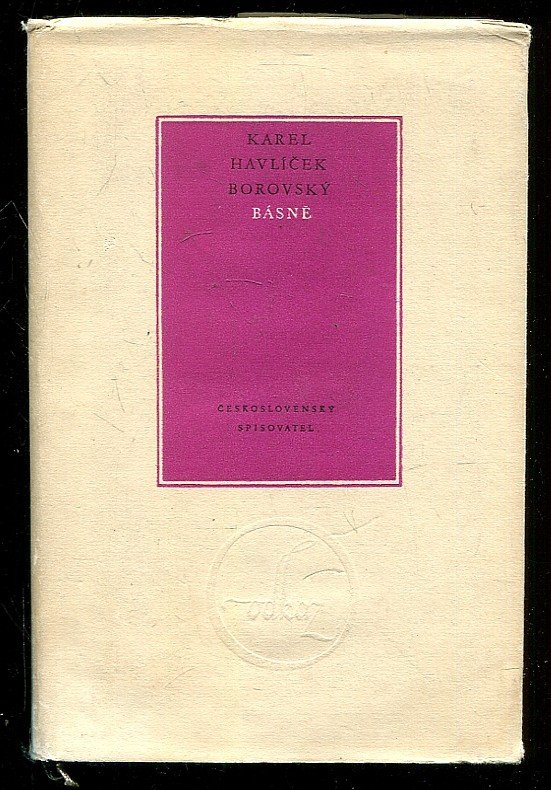 KAREL
HAVLÍČEK
BOROVSKÝ
BÁSNĚ
ČESKOSLOVENSKÝ
SPISOVATEL